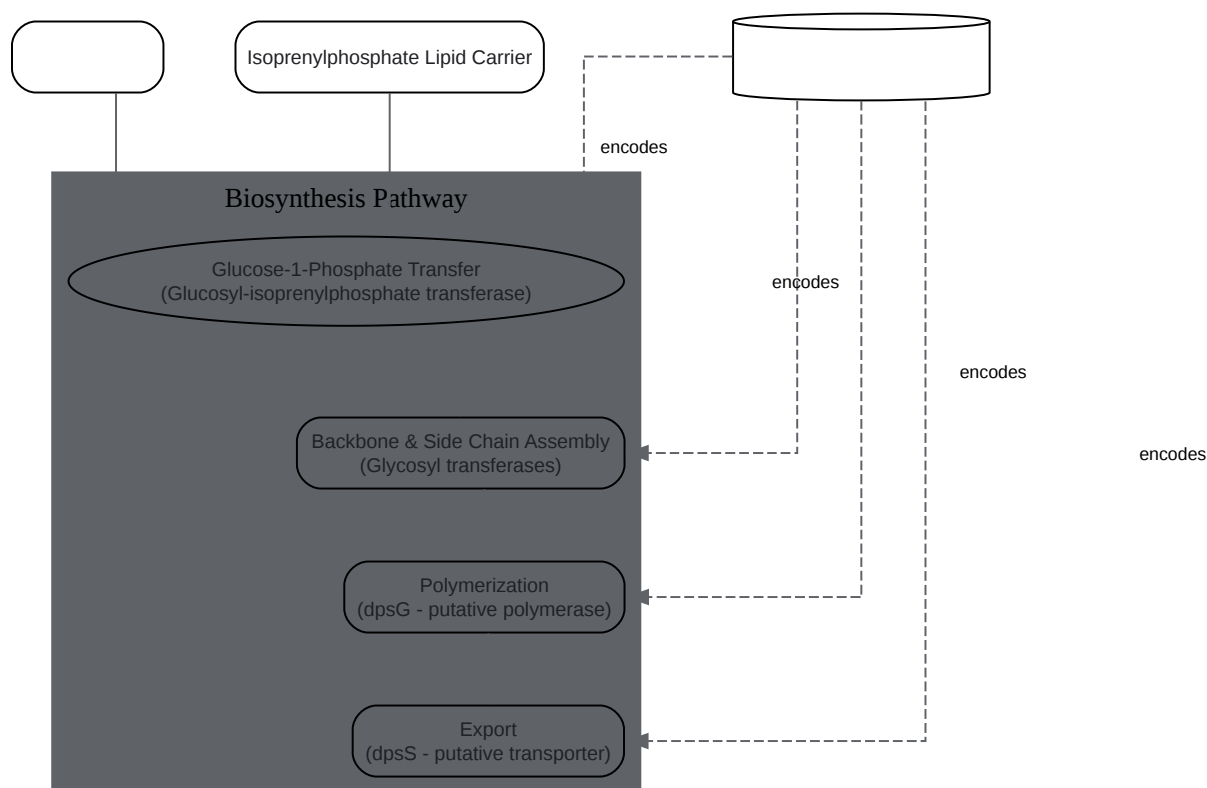 Isoprenylphosphate Lipid Carrier
encodes
Biosynthesis Pathway
Glucose-1-Phosphate Transfer
(Glucosyl-isoprenylphosphate transferase)
encodes
encodes
Backbone & Side Chain Assembly
(Glycosyl transferases)
encodes
Polymerization
(dpsG - putative polymerase)
Export
(dpsS - putative transporter)